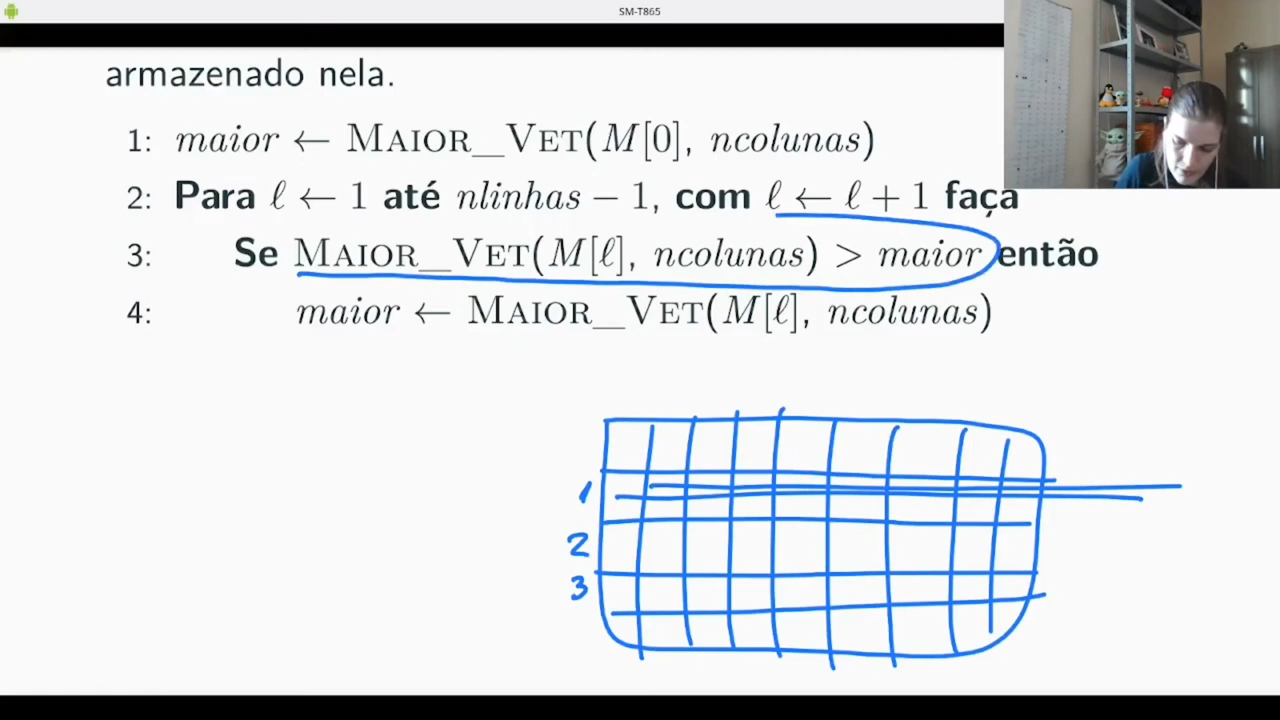 SM-T865
armazenado nela.
1: maior ← MAIOR_VET(M[0], ncolunas)
2: Para ℓ ← 1 até nlinhas − 1, com ℓ ← ℓ + 1 faça
3: Se MAIOR_VET(M[ℓ], ncolunas) > maior então
4: maior ← MAIOR_VET(M[ℓ], ncolunas)
1
2
3